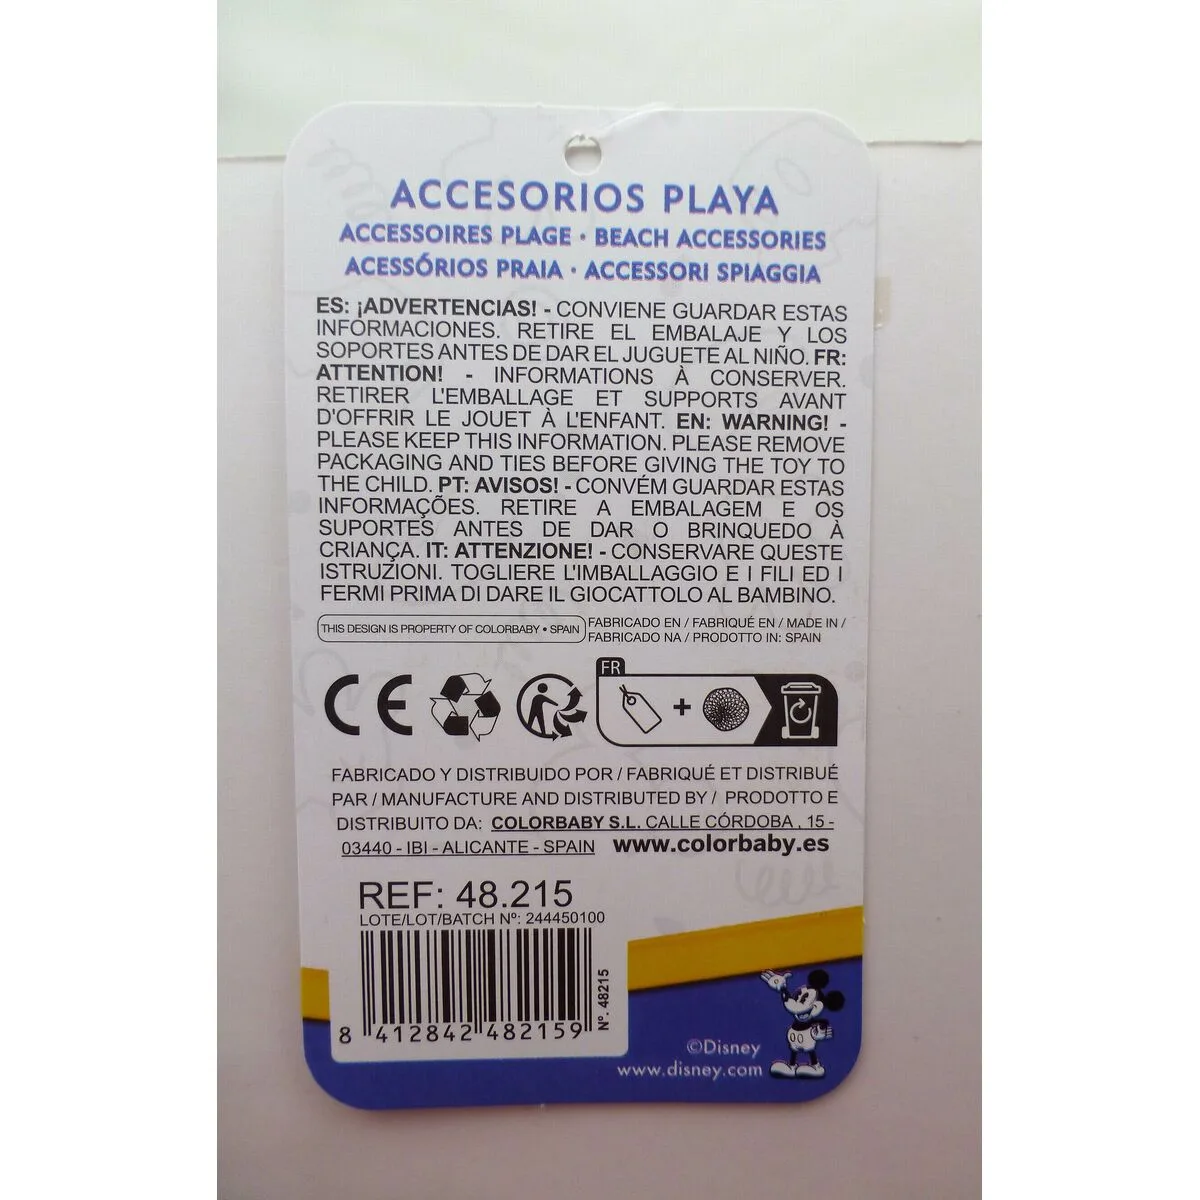 ACCESORIOS PLAYA
ACCESSOIRES PLAGE · BEACH ACCESSORIES
ACESSÓRIOS PRAIA · ACCESSORI SPIAGGIA
ES: ¡ADVERTENCIAS! - CONVIENE GUARDAR ESTAS
INFORMACIONES. RETIRE EL EMBALAJE Y LOS
SOPORTES ANTES DE DAR EL JUGUETE AL NIÑO. FR:
ATTENTION! - INFORMATIONS À CONSERVER.
RETIRER L'EMBALLAGE ET SUPPORTS AVANT
D'OFFRIR LE JOUET À L'ENFANT. EN: WARNING! -
PLEASE KEEP THIS INFORMATION. PLEASE REMOVE
PACKAGING AND TIES BEFORE GIVING THE TOY TO
THE CHILD. PT: AVISOS! - CONVÉM GUARDAR ESTAS
INFORMAÇÕES. RETIRE A EMBALAGEM E OS
SUPORTES ANTES DE DAR O BRINQUEDO À
CRIANÇA. IT: ATTENZIONE! - CONSERVARE QUESTE
ISTRUZIONI. TOGLIERE L'IMBALLAGGIO E I FILI ED I
FERMI PRIMA DI DARE IL GIOCATTOLO AL BAMBINO.
THIS DESIGN IS PROPERTY OF COLORBABY • SPAIN
FABRICADO EN / FABRIQUÉ EN / MADE IN /
FABRICADO NA / PRODOTTO IN: SPAIN
CE
FR
+
FABRICADO Y DISTRIBUIDO POR / FABRIQUÉ ET DISTRIBUÉ
PAR / MANUFACTURE AND DISTRIBUTED BY / PRODOTTO E
DISTRIBUITO DA: COLORBABY S.L. CALLE CÓRDOBA , 15 -
03440 - IBI - ALICANTE - SPAIN www.colorbaby.es
REF: 48.215
LOTE/LOT/BATCH Nº: 244450100
Nº. 48215
8 412842 482159
©Disney
www.disney.com